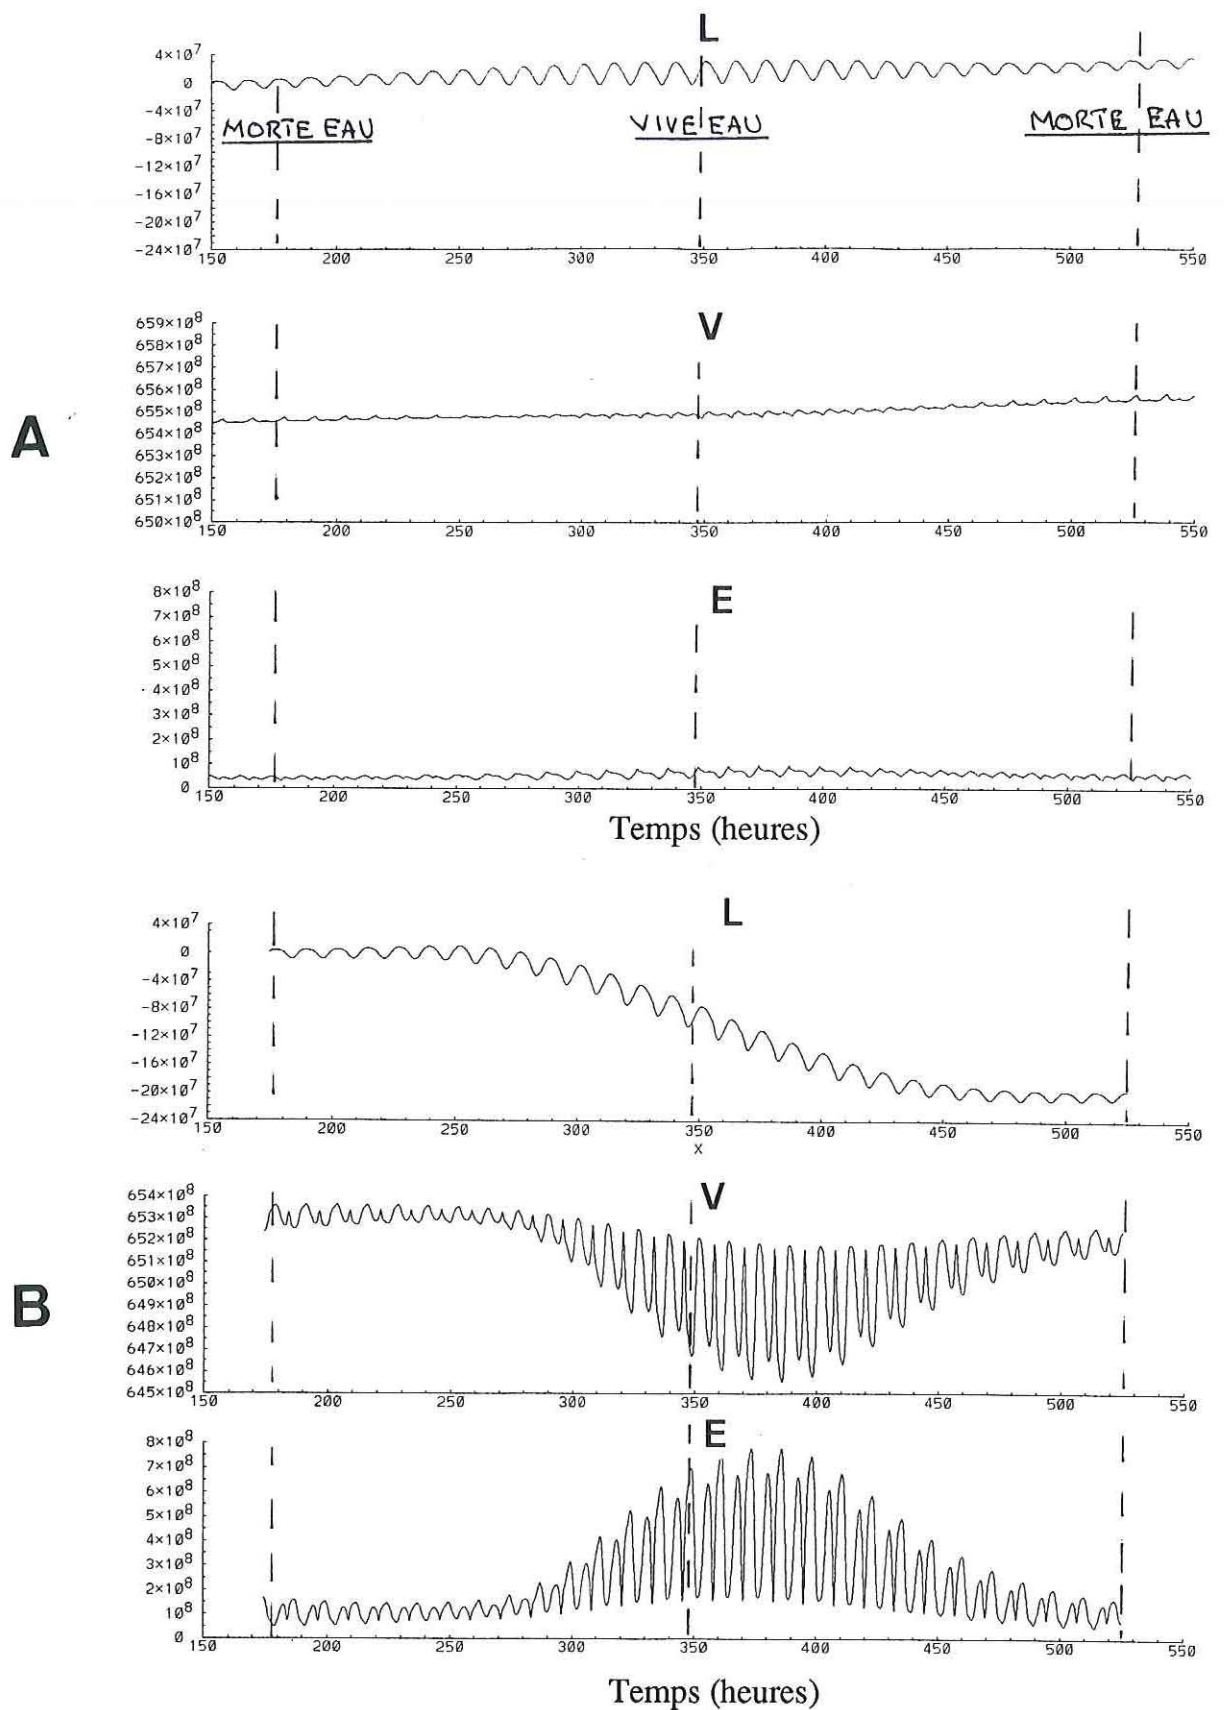 L
4×10⁷
0
-4×10⁷
-8×10⁷
-12×10⁷
-16×10⁷
-20×10⁷
-24×10⁷
MORTE EAU
VIVE EAU
MORTE EAU
150 200 250 300 350 400 450 500 550
A
V
659×10⁸
658×10⁸
657×10⁸
656×10⁸
655×10⁸
654×10⁸
653×10⁸
652×10⁸
651×10⁸
650×10⁸
150 200 250 300 350 400 450 500 550
E
8×10⁸
7×10⁸
6×10⁸
5×10⁸
4×10⁸
3×10⁸
2×10⁸
10⁸
0
150 200 250 300 350 400 450 500 550
Temps (heures)
B
L
4×10⁷
0
-4×10⁷
-8×10⁷
-12×10⁷
-16×10⁷
-20×10⁷
-24×10⁷
150 200 250 300 350 400 450 500 550
x
V
654×10⁸
653×10⁸
652×10⁸
651×10⁸
650×10⁸
649×10⁸
648×10⁸
647×10⁸
646×10⁸
645×10⁸
150 200 250 300 350 400 450 500 550
E
8×10⁸
7×10⁸
6×10⁸
5×10⁸
4×10⁸
3×10⁸
2×10⁸
10⁸
0
150 200 250 300 350 400 450 500 550
Temps (heures)